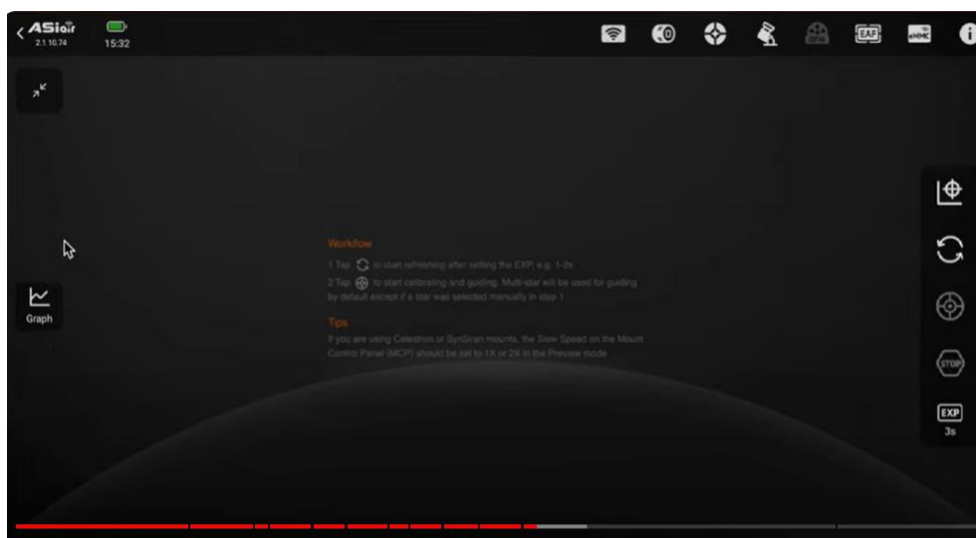 ASiair
2.1 10.74
15:32
EAF
eMMC
Workflow
1 Tap to start refreshing after setting the EXP, e.g. 1-2s
2 Tap to start calibrating and guiding. Multi-star will be used for guiding
by default except if a star was selected manually in step 1
Graph
Tips
If you are using Celestron or SynScan mounts, the Slew Speed on the Mount
Control Panel (MCP) should be set to 1X or 2X in the Preview mode
STOP
EXP
3s